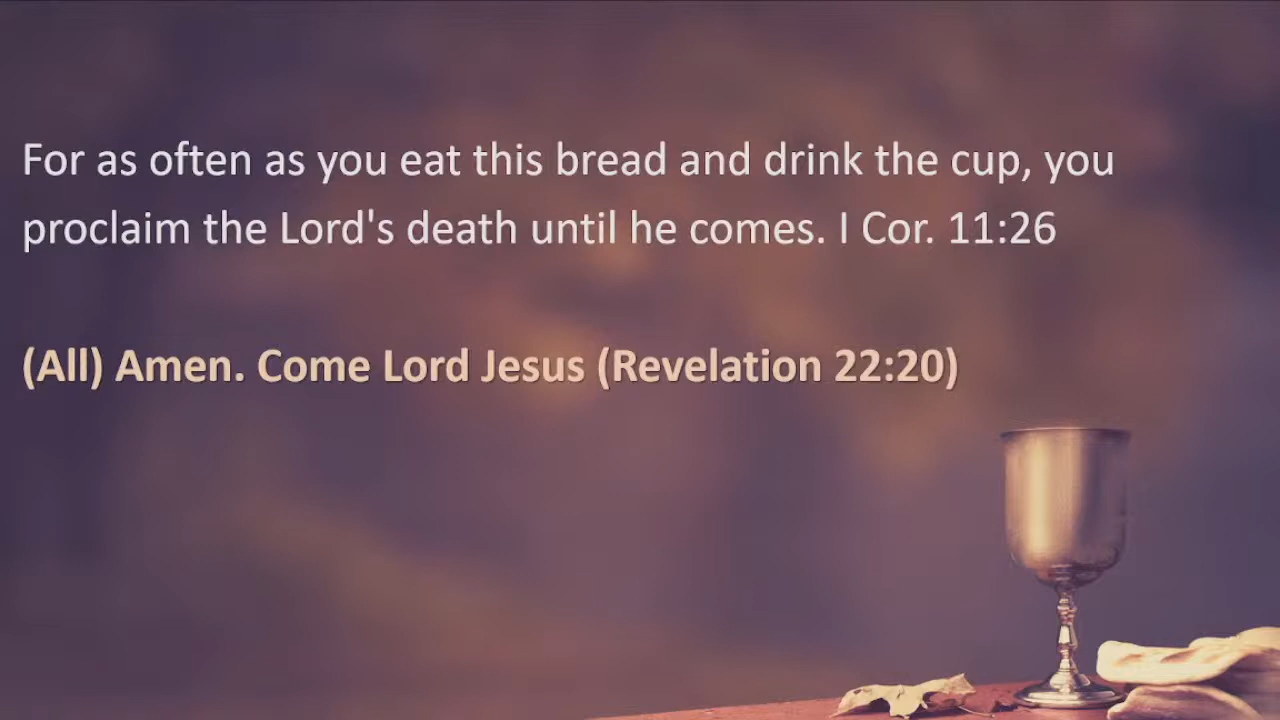 For as often as you eat this bread and drink the cup, you
proclaim the Lord's death until he comes. I Cor. 11:26
(All) Amen. Come Lord Jesus (Revelation 22:20)